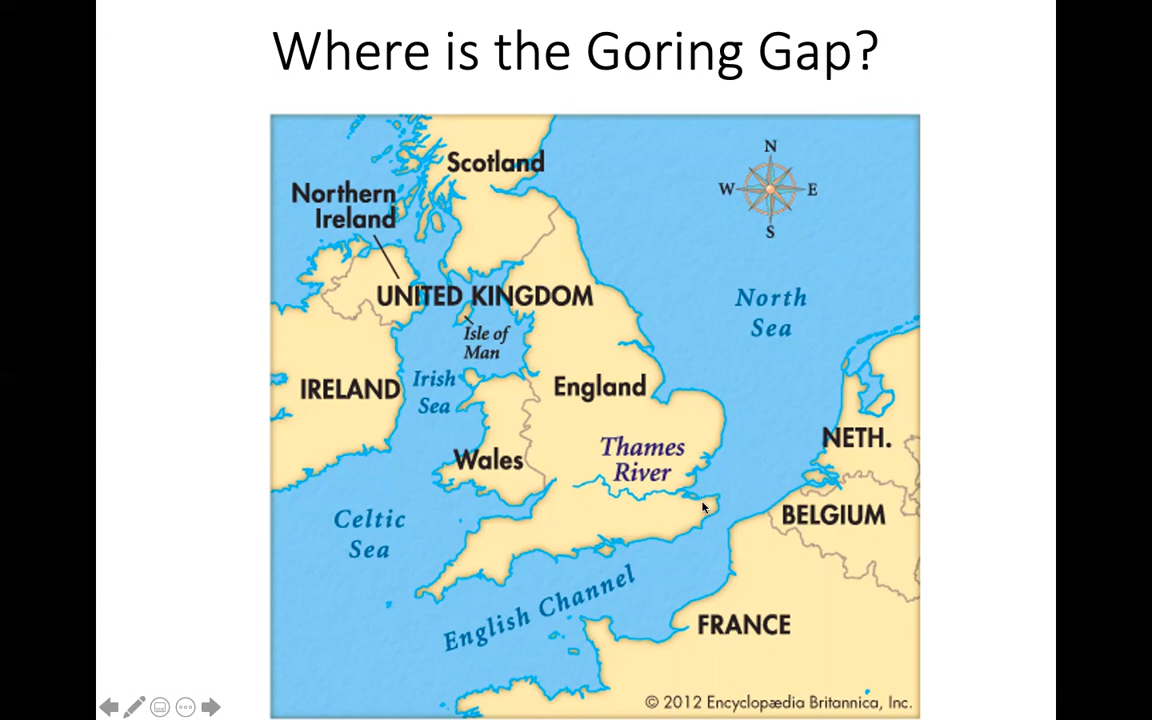 Where is the Goring Gap?
Scotland
Northern
Ireland
N
W
E
S
UNITED KINGDOM
North
Sea
Isle of
Man
Irish
Sea
IRELAND
England
NETH.
Thames
River
Wales
Celtic
Sea
BELGIUM
English Channel
FRANCE
© 2012 Encyclopædia Britannica, Inc.